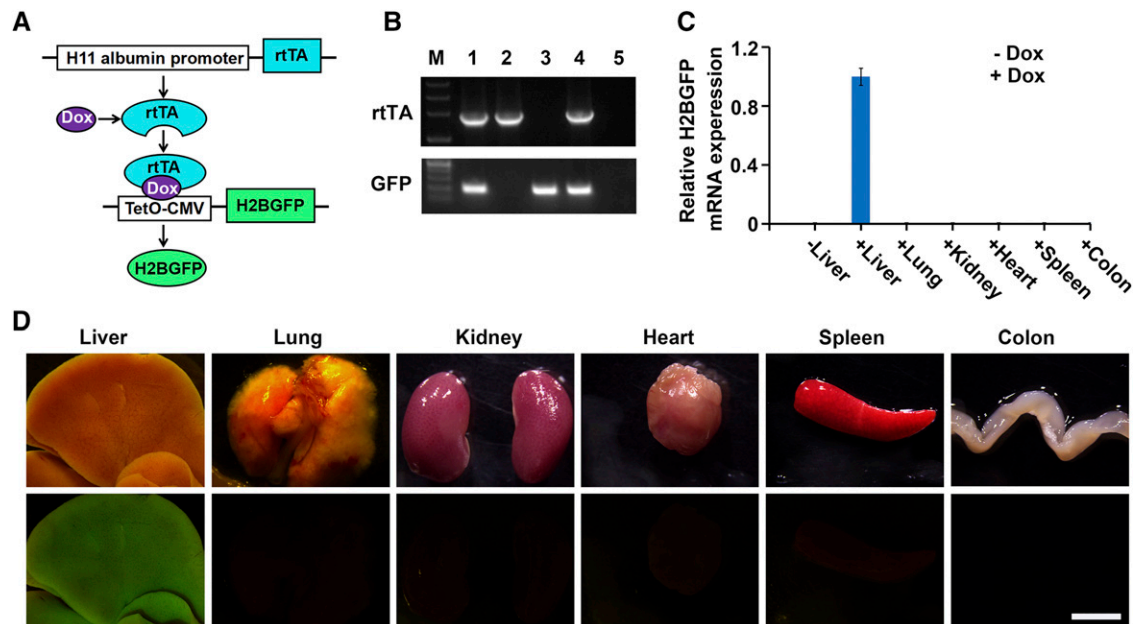 A
H11 albumin promoter
rtTA
Dox
rtTA
rtTA
Dox
TetO-CMV
H2BGFP
H2BGFP
B
M 1 2 3 4 5
rtTA
GFP
C
Relative H2BGFP
mRNA experession
1.2
0.8
0.4
0
- Dox
+ Dox
-Liver
+Liver
+Lung
+Kidney
+Heart
+Spleen
+Colon
D
Liver Lung Kidney Heart Spleen Colon